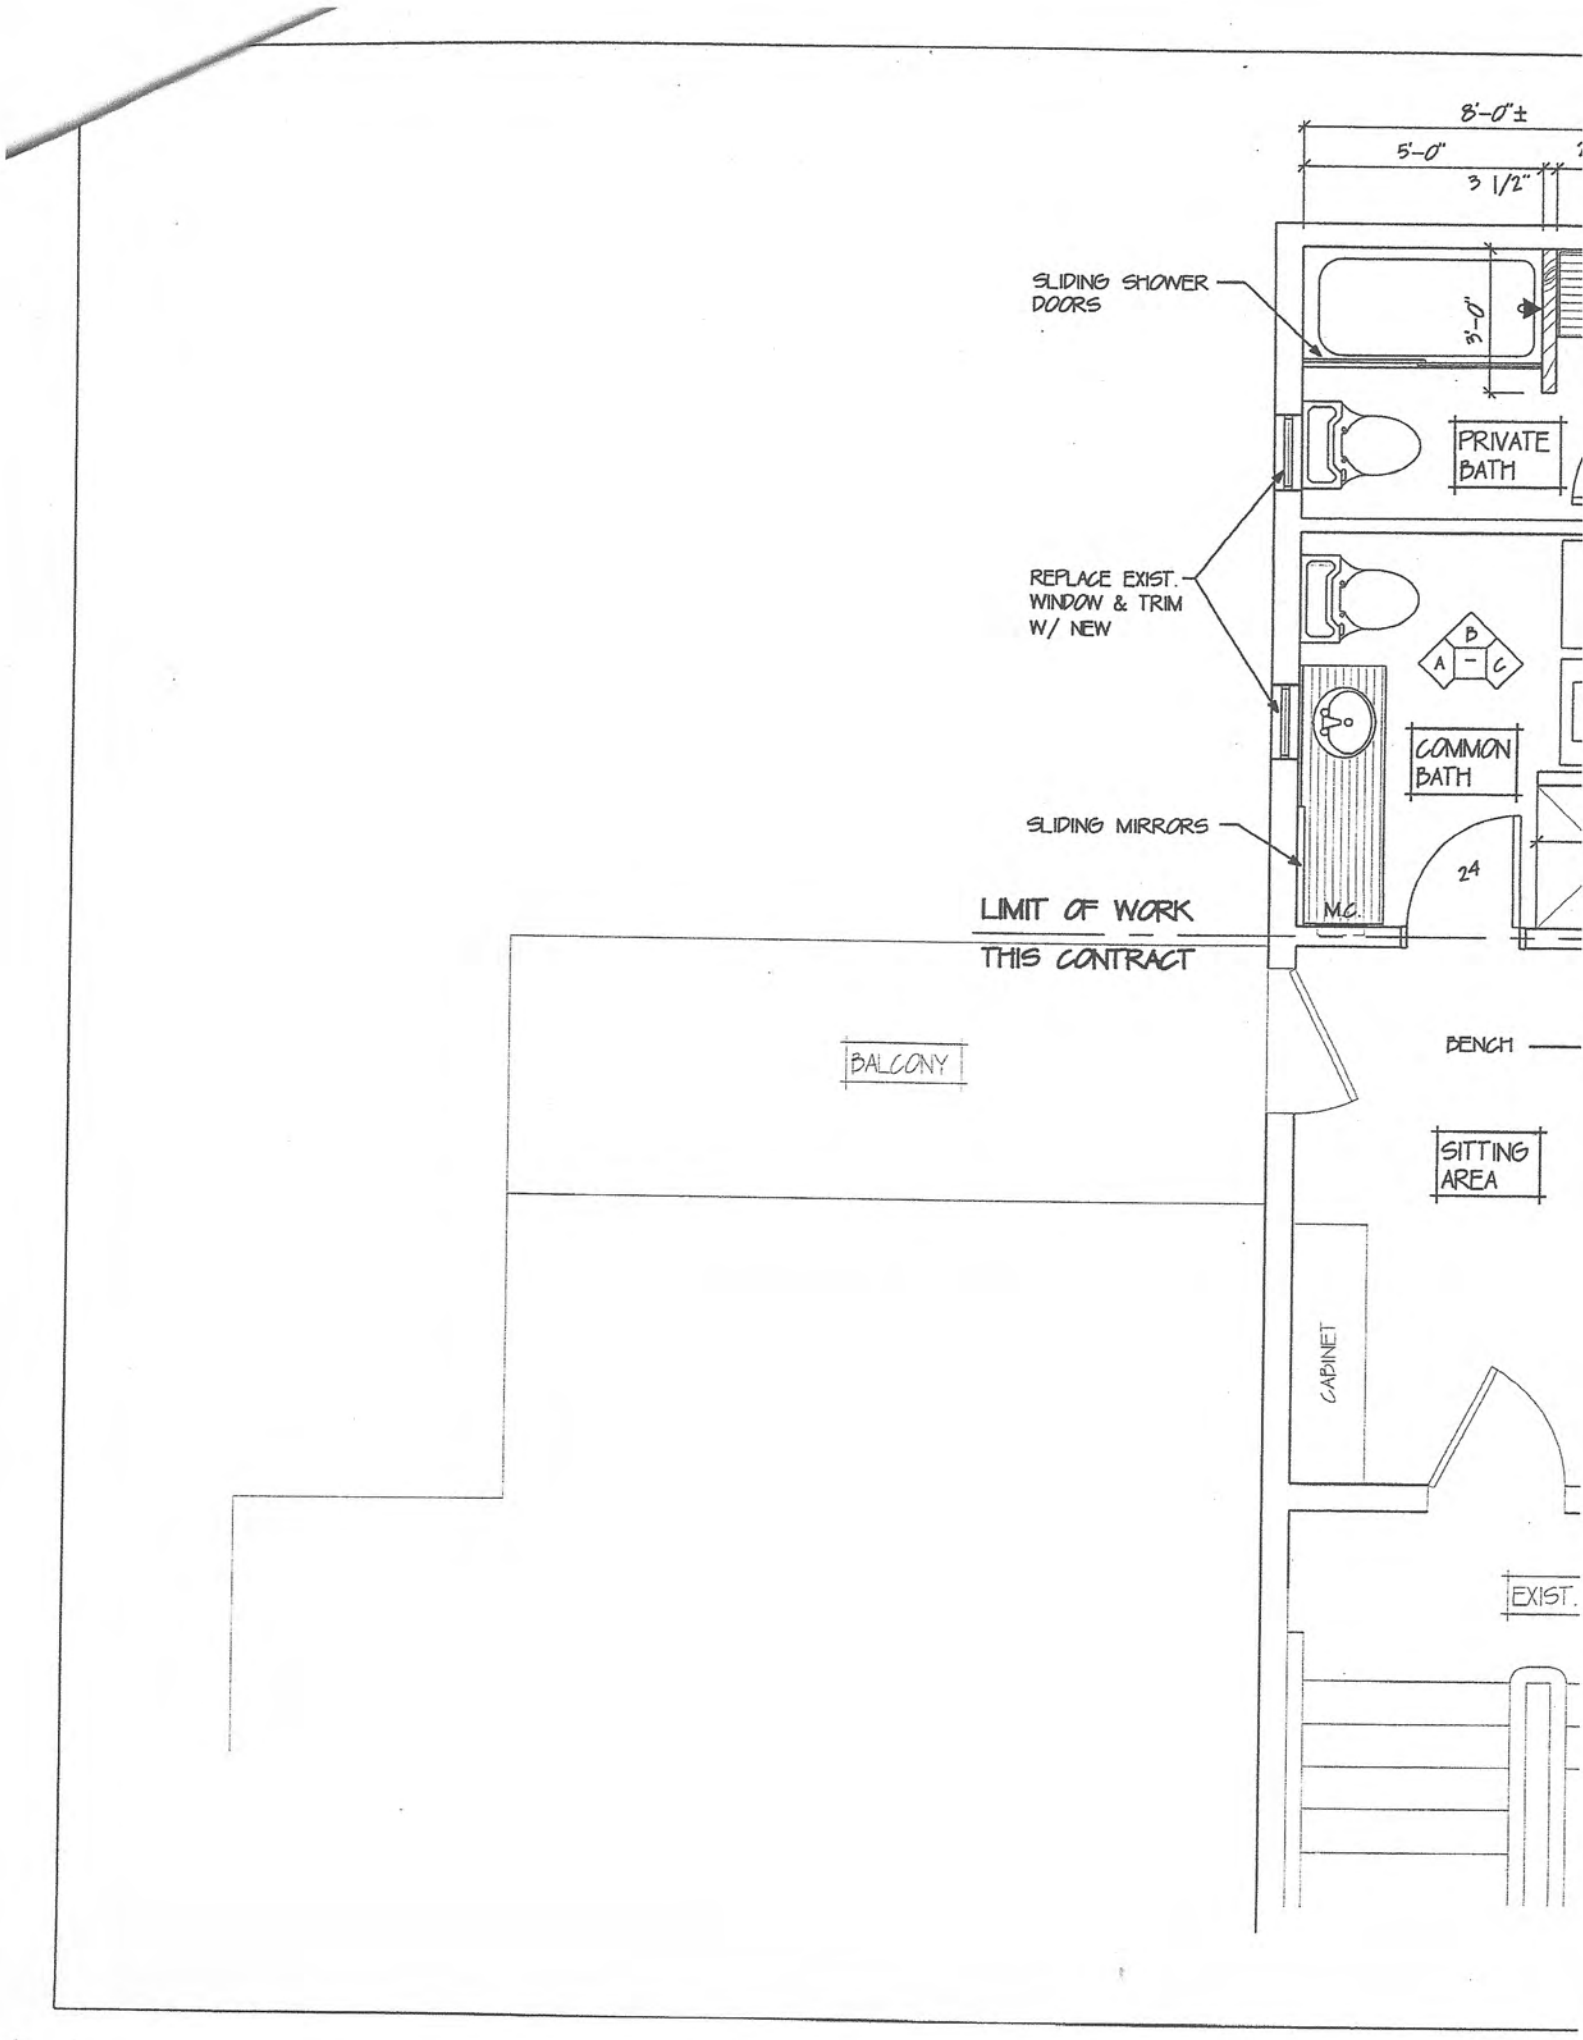 8'-0"±
5'-0"
3 1/2"
SLIDING SHOWER
DOORS
3'-0"
PRIVATE
BATH
REPLACE EXIST.
WINDOW & TRIM
W/ NEW
B
A - C
COMMON
BATH
SLIDING MIRRORS
24
M.C.
LIMIT OF WORK
THIS CONTRACT
BALCONY
BENCH
SITTING
AREA
CABINET
EXIST.